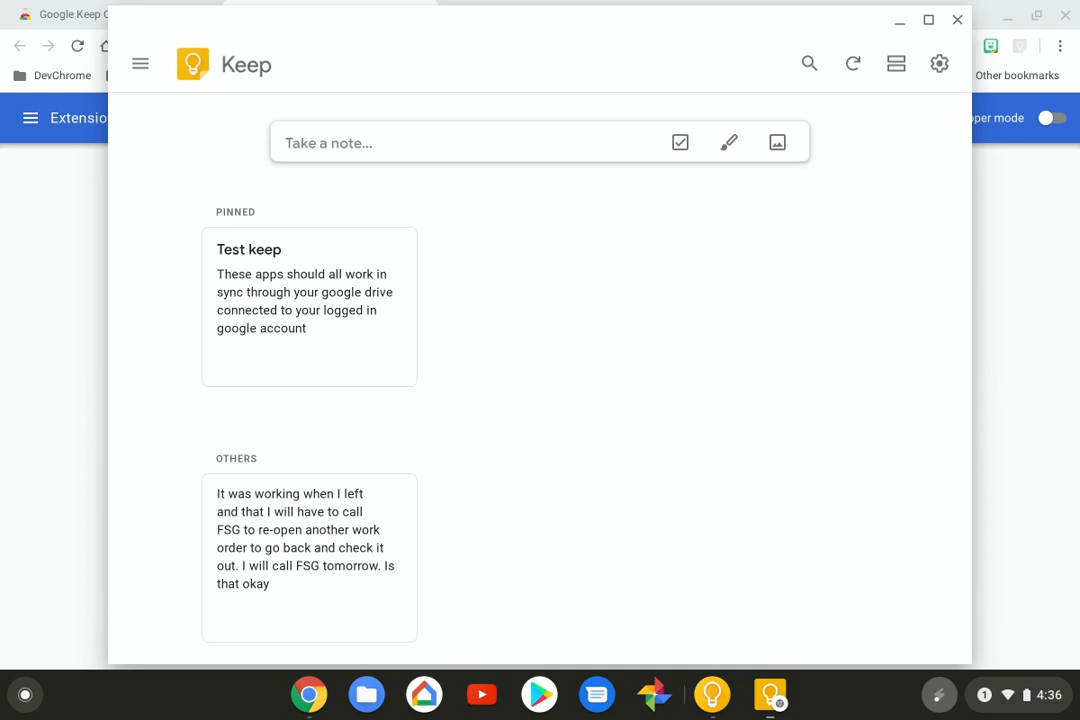 Google Keep C
DevChrome
Other bookmarks
Extensio
per mode
Keep
Take a note...
PINNED
Test keep
These apps should all work in
sync through your google drive
connected to your logged in
google account
OTHERS
It was working when I left
and that I will have to call
FSG to re-open another work
order to go back and check it
out. I will call FSG tomorrow. Is
that okay
1
4:36